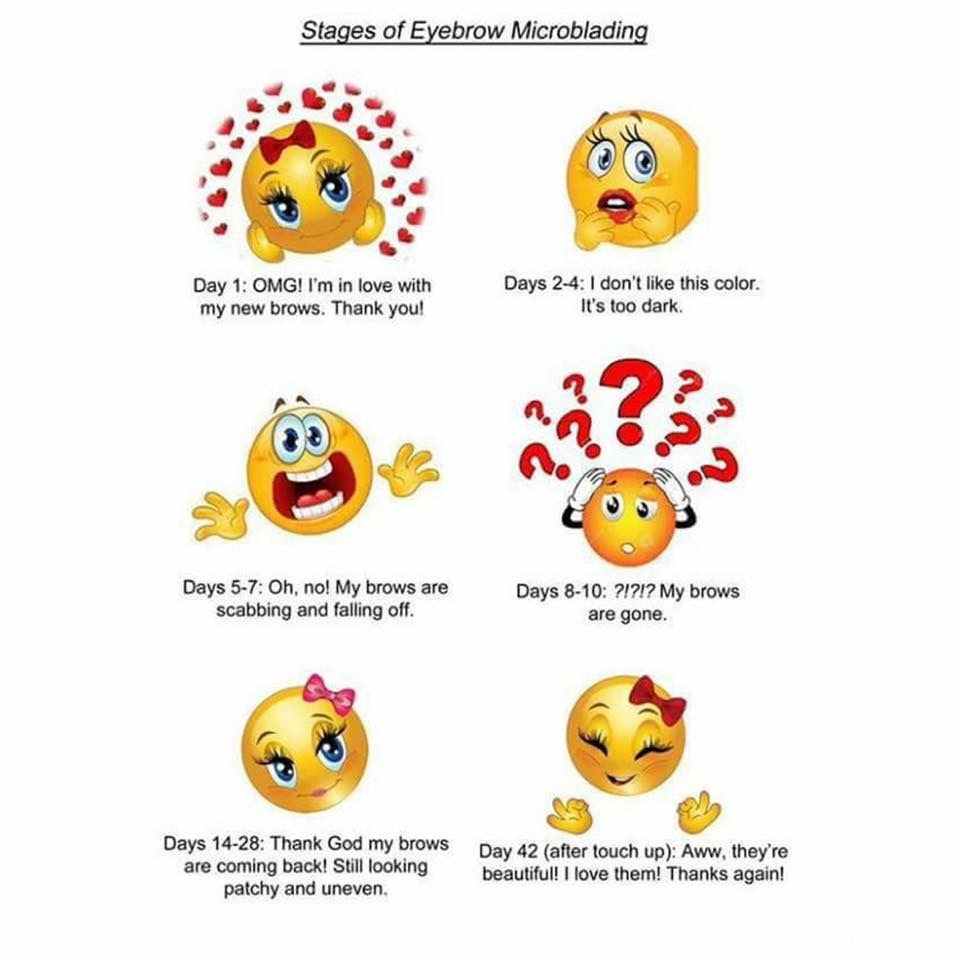 Stages of Eyebrow Microblading
Day 1: OMG! I'm in love with
my new brows. Thank you!
Days 2-4: I don't like this color.
It's too dark.
Days 5-7: Oh, no! My brows are
scabbing and falling off.
Days 8-10: ?!?!? My brows
are gone.
Days 14-28: Thank God my brows
are coming back! Still looking
patchy and uneven.
Day 42 (after touch up): Aww, they're
beautiful! I love them! Thanks again!